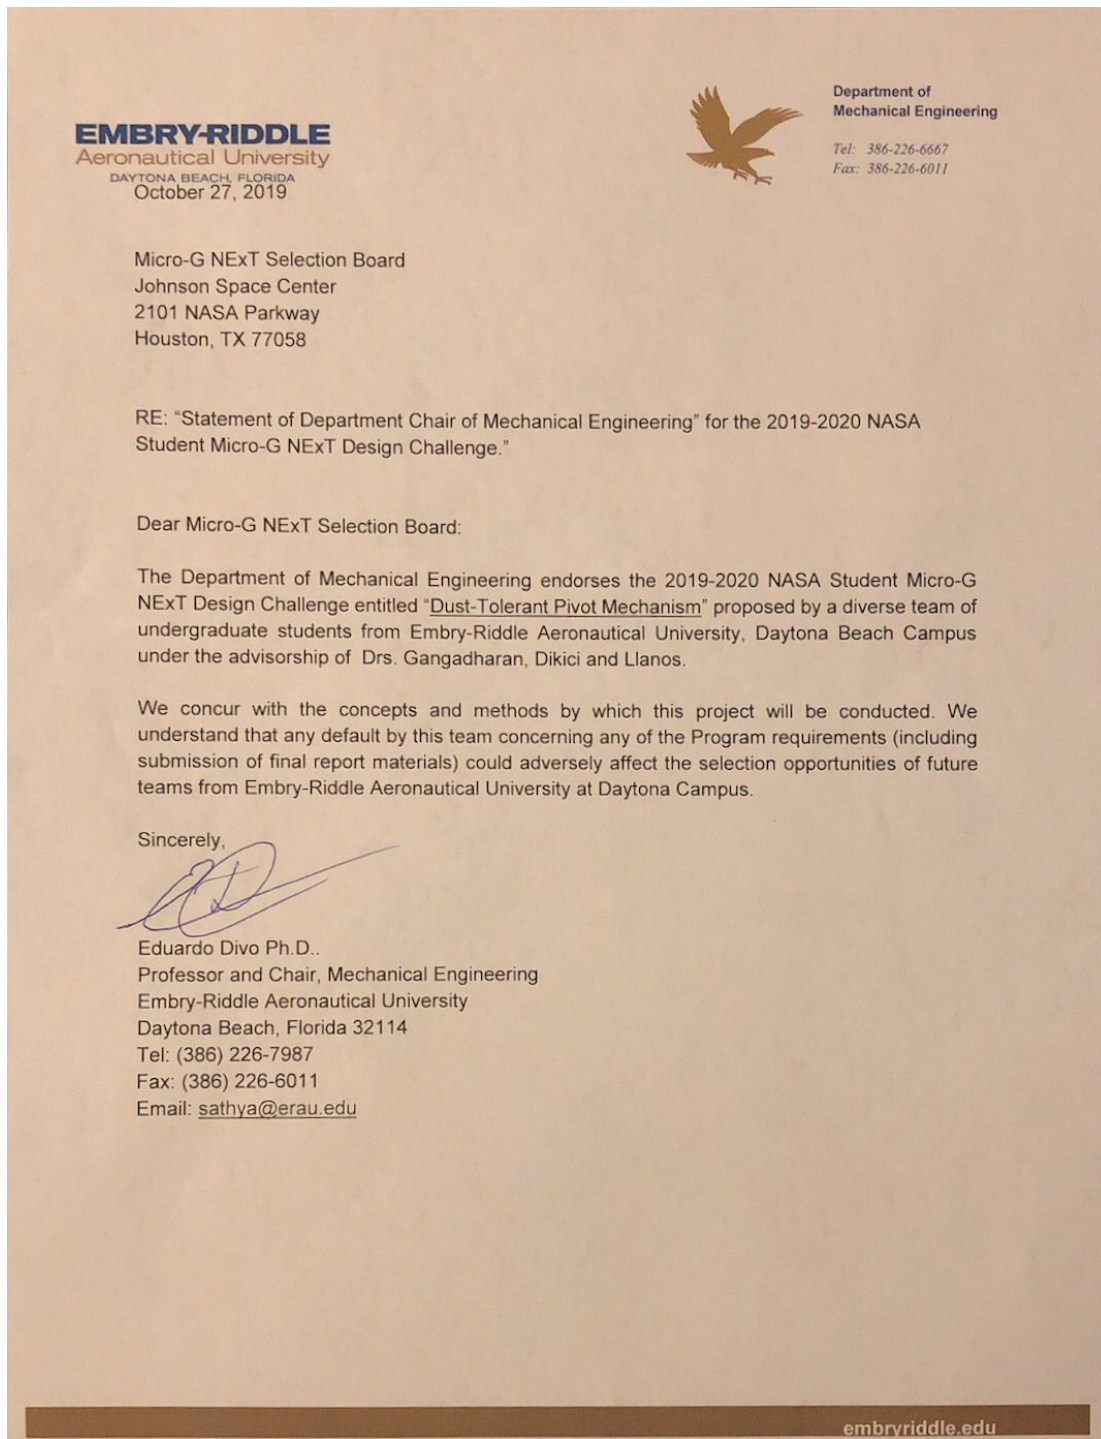 EMBRY-RIDDLE
Aeronautical University
DAYTONA BEACH, FLORIDA
Department of
Mechanical Engineering
Tel: 386-226-6667
Fax: 386-226-6011
October 27, 2019
Micro-G NExT Selection Board
Johnson Space Center
2101 NASA Parkway
Houston, TX 77058
RE: “Statement of Department Chair of Mechanical Engineering” for the 2019-2020 NASA
Student Micro-G NExT Design Challenge.”
Dear Micro-G NExT Selection Board:
The Department of Mechanical Engineering endorses the 2019-2020 NASA Student Micro-G
NExT Design Challenge entitled “Dust-Tolerant Pivot Mechanism” proposed by a diverse team of
undergraduate students from Embry-Riddle Aeronautical University, Daytona Beach Campus
under the advisorship of Drs. Gangadharan, Dikici and Llanos.
We concur with the concepts and methods by which this project will be conducted. We
understand that any default by this team concerning any of the Program requirements (including
submission of final report materials) could adversely affect the selection opportunities of future
teams from Embry-Riddle Aeronautical University at Daytona Campus.
Sincerely,
Eduardo Divo Ph.D..
Professor and Chair, Mechanical Engineering
Embry-Riddle Aeronautical University
Daytona Beach, Florida 32114
Tel: (386) 226-7987
Fax: (386) 226-6011
Email: sathya@erau.edu
embryriddle.edu